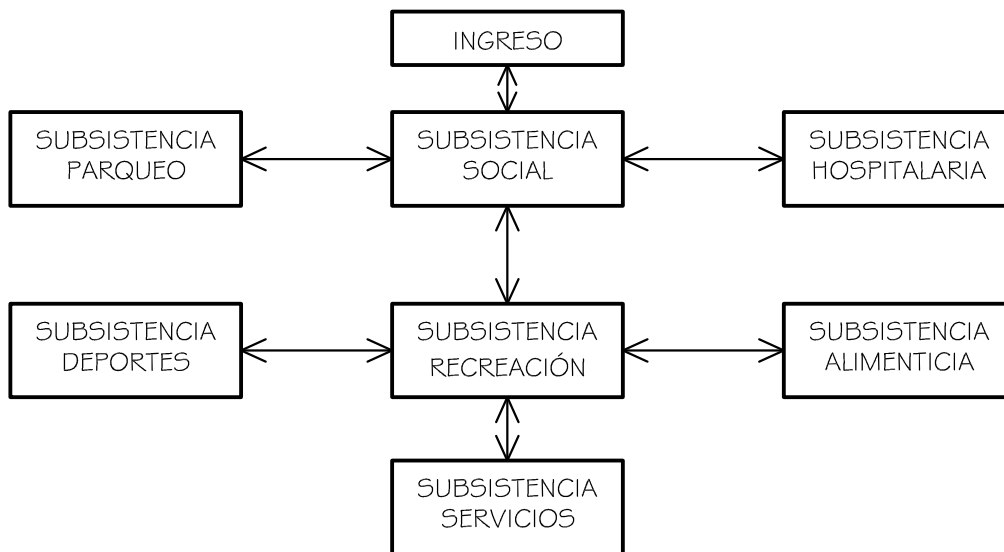 INGRESO
SUBSISTENCIA
PARQUEO
SUBSISTENCIA
SOCIAL
SUBSISTENCIA
HOSPITALARIA
SUBSISTENCIA
DEPORTES
SUBSISTENCIA
RECREACIÓN
SUBSISTENCIA
ALIMENTICIA
SUBSISTENCIA
SERVICIOS